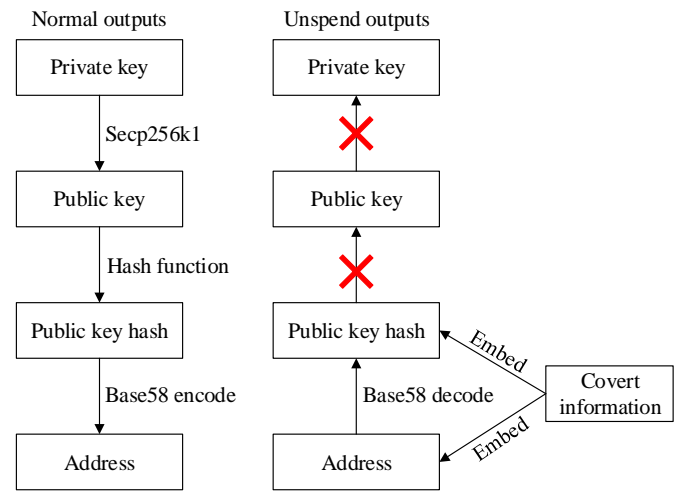 Normal outputs
Unspend outputs
Private key
Private key
Secp256k1
Public key
Public key
Hash function
Public key hash
Public key hash
Embed
Base58 encode
Base58 decode
Covert
information
Embed
Address
Address